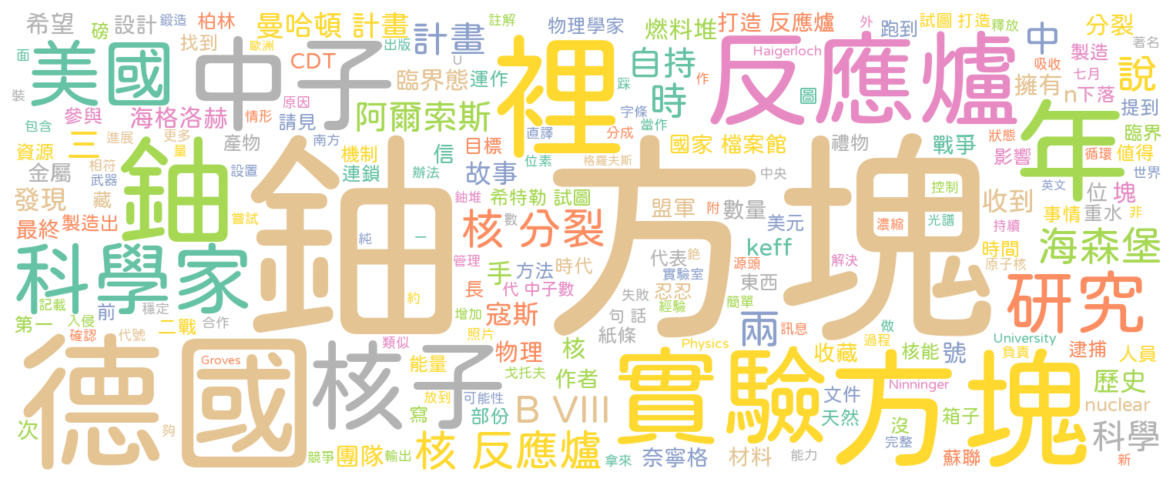 希望 磅 設計 柏林 曼哈頓 計畫 出版 註解 物理學家 燃料堆 打造 反應爐 外 跑到 試圖 打造 釋放 分裂
面 鍛造 找到 歐洲 計畫 U Haigerloch 吸收 中 製造 著名
美國 中子 CDT 裡 自持 踩 作 反應爐 七月 說
裝 臨界態 運作 時 圖 擁有 n 下落
參與 海格洛赫 原因 情形 請見 阿爾索斯 字條 當作 年 提到
包含 進展 更多 南方 直譯 分成 國家 檔案館 禮物 戰爭 狀態 臨界
資源 三 量 產物 機制 信 目標 位素 格羅夫斯 影響 循環 值得
金屬 相符 武器 鈾 設置 連鎖 辦法 故事 中央 位 塊 世界
發現 藏 鈾堆 希特勒 試圖 盟軍 附 數量 控制 收到 英文
最終 製造出 嘗試 鈾 方塊 數 美元 濃縮 光譜 持續 事情 重水 非
純 一 核 分裂 keff 時間 海森堡
科學家 管理 手 方法 時代 代表 銫 源頭 解決 原子核
約 長 代 中子數 實驗室 東西 研究
記載 前 穩定 增加 寇斯 失敗 忍忍 經驗 簡單
第一 入侵 二戰 合作 照片 句 話 兩 訊息 做
確認 代號 類似 紙條 過程 University
德國 Groves 核子 物理 核 Physics 收藏 核能 號 負責 逮捕 人員
能量 戈托夫 作者 實驗 方塊 Ninninger 歷史
放到 可能性 文件
次 夠 寫 部份 B VIII 天然 沒 箱子 nuclear
競爭 團隊 輸出 核 反應爐 拿來 奈寧格 材料 能力 完整 蘇聯 科學 新